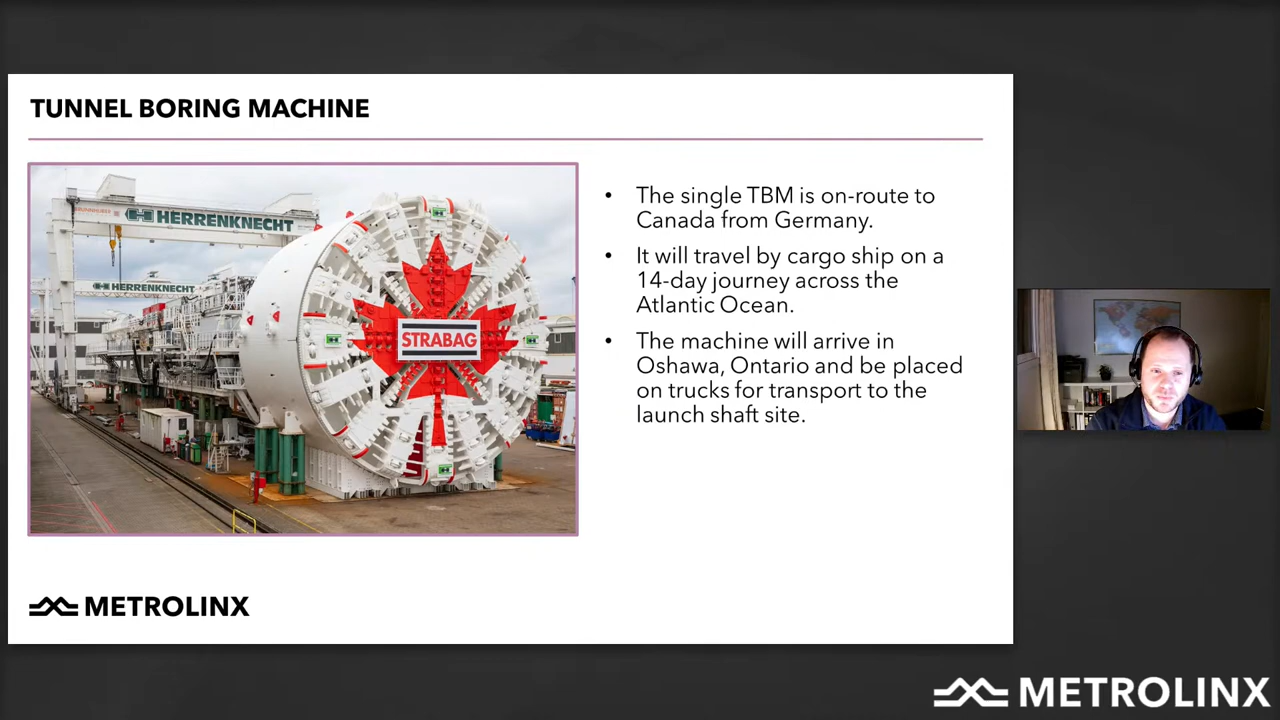 TUNNEL BORING MACHINE
HERRENKNECHT
HERRENKNECHT
STRABAG
• The single TBM is on-route to
Canada from Germany.
• It will travel by cargo ship on a
14-day journey across the
Atlantic Ocean.
• The machine will arrive in
Oshawa, Ontario and be placed
on trucks for transport to the
launch shaft site.
METROLINX
METROLINX